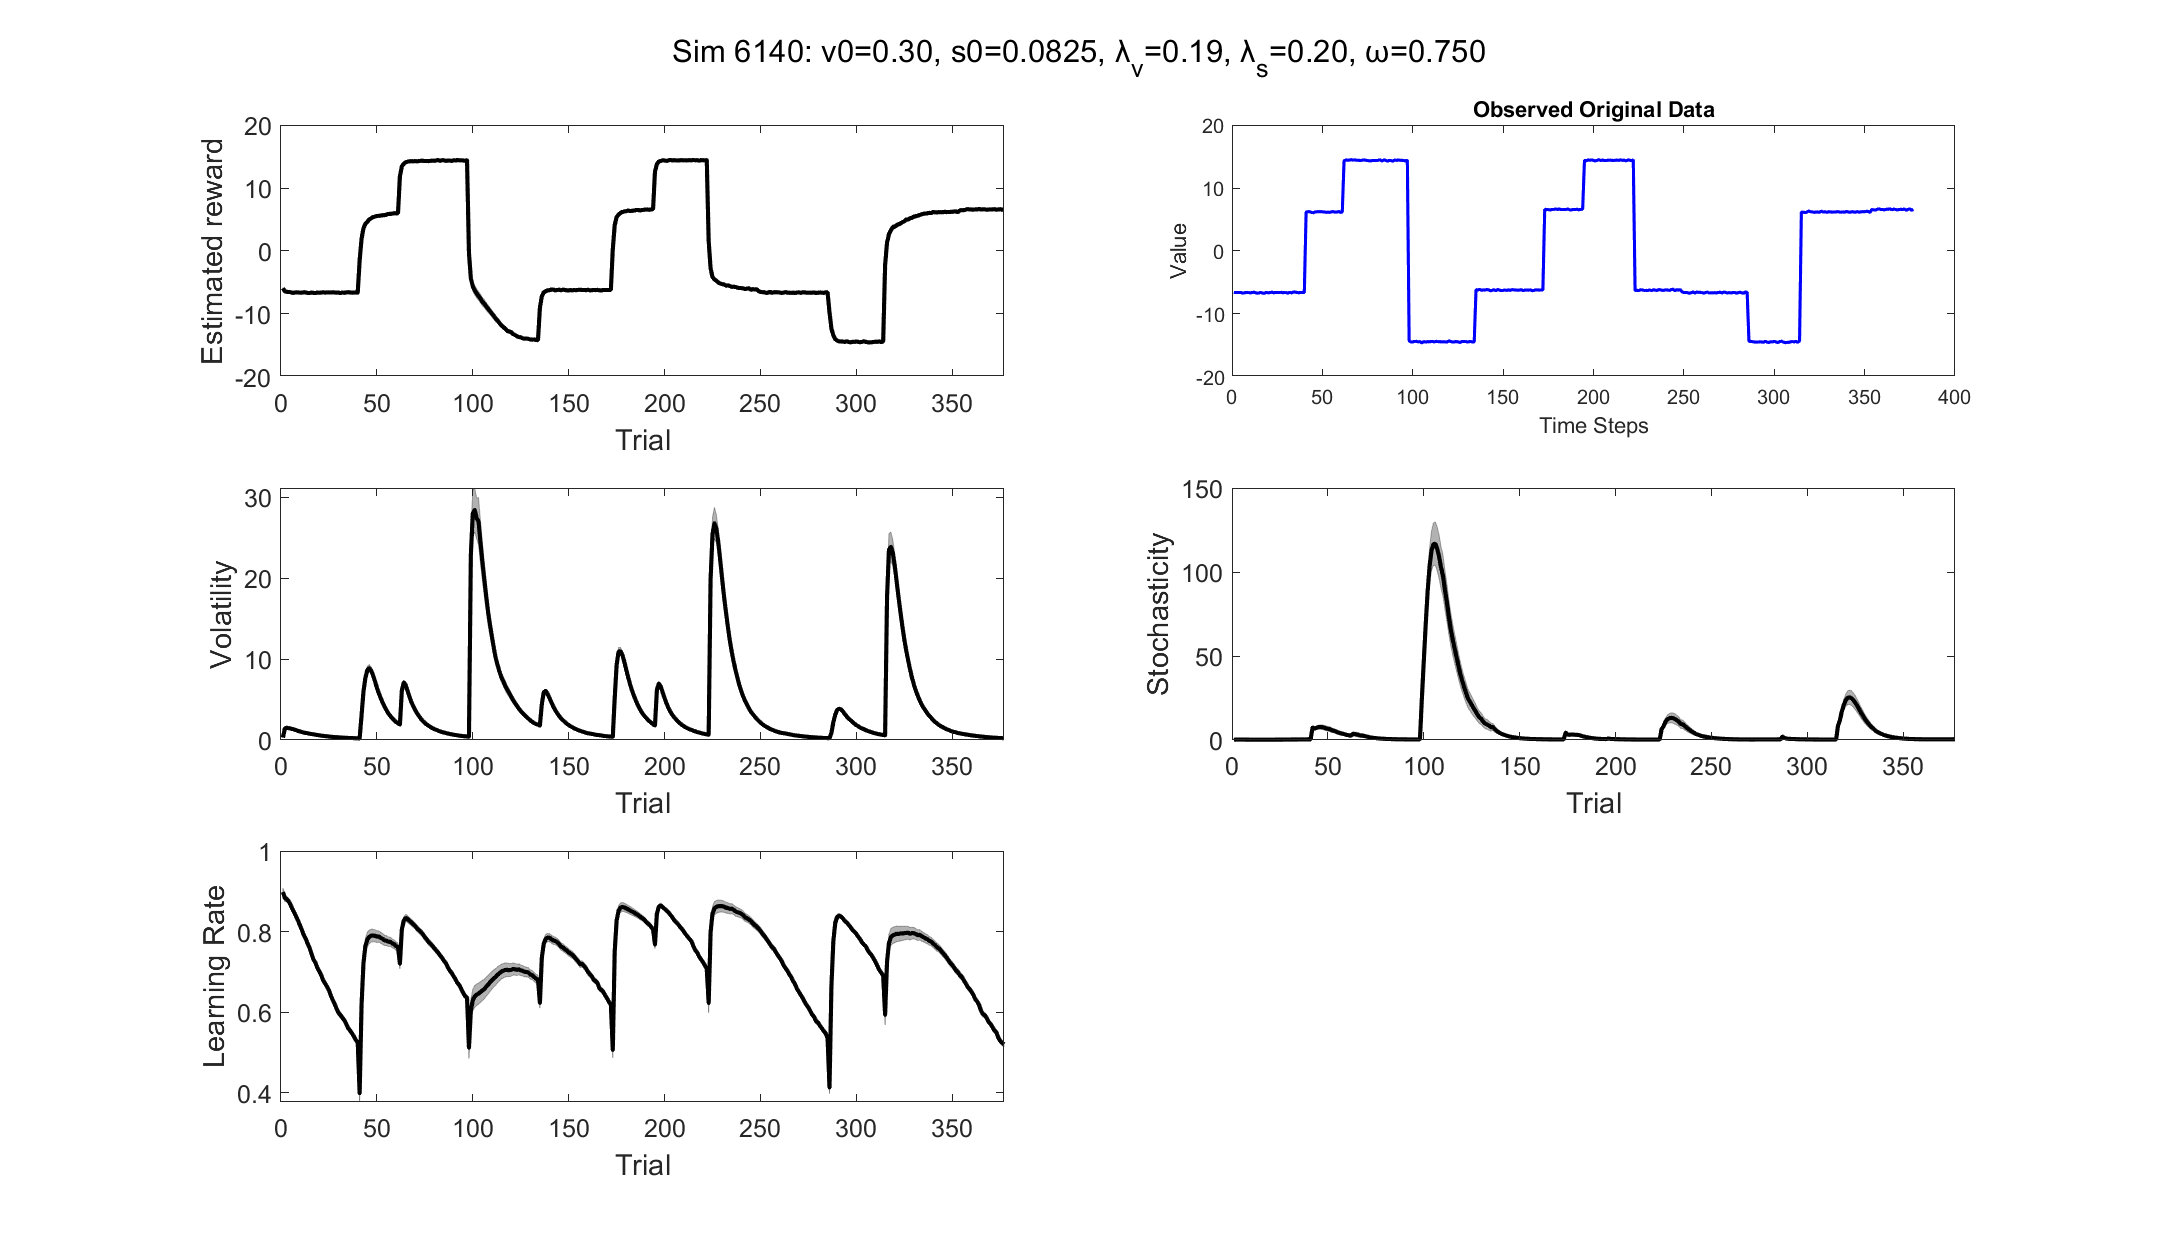 Sim 6140: v0=0.30, s0=0.0825, λ_v=0.19, λ_s=0.20, ω=0.750
20
10
0
-10
-20
Estimated reward
0 50 100 150 200 250 300 350
Trial
Observed Original Data
20
10
0
-10
-20
Value
0 50 100 150 200 250 300 350 400
Time Steps
30
20
10
0
Volatility
0 50 100 150 200 250 300 350
Trial
150
100
50
0
Stochasticity
0 50 100 150 200 250 300 350
Trial
1
0.8
0.6
0.4
Learning Rate
0 50 100 150 200 250 300 350
Trial